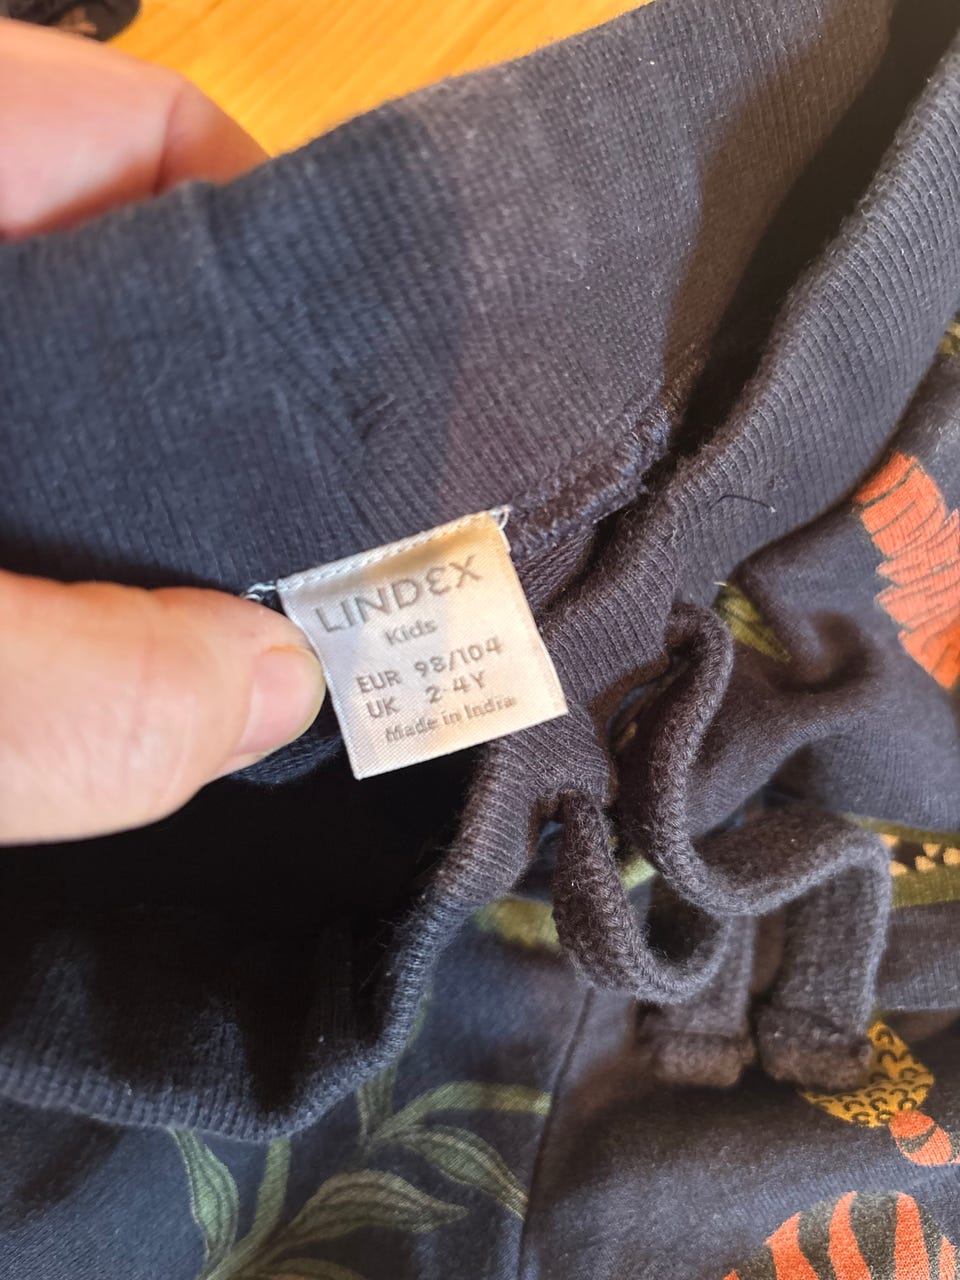 LINDEX
Kids
EUR 98/104
UK 2-4Y
Made in India